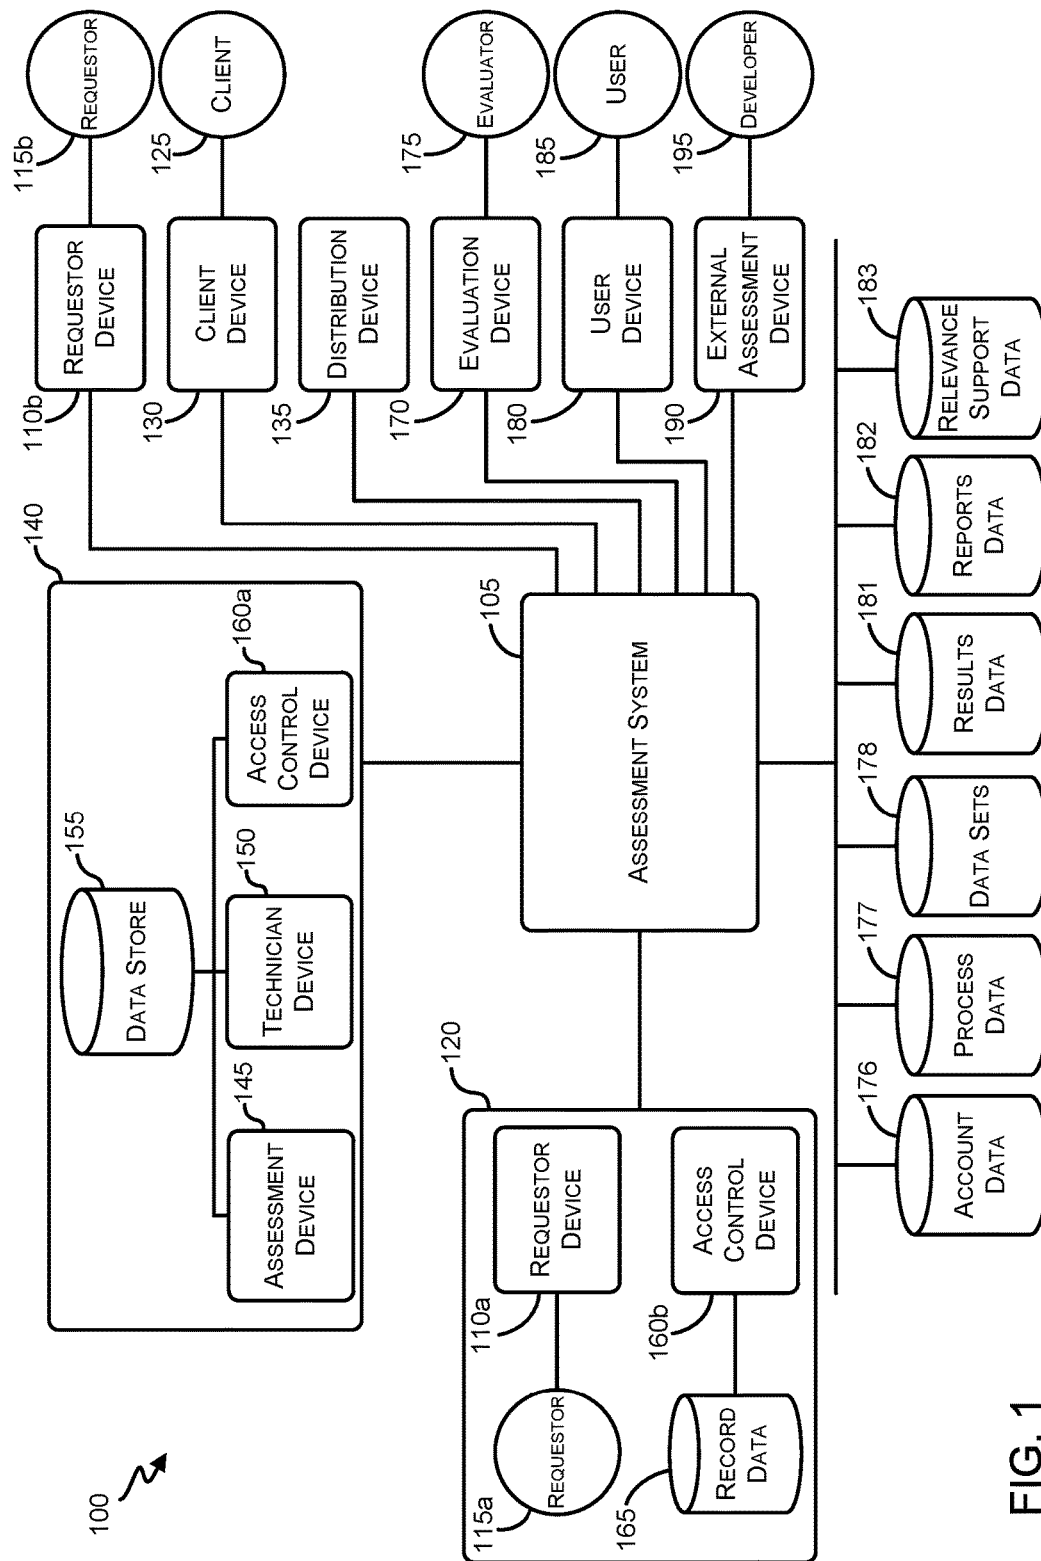 100
140
155
DATA STORE
145
ASSESSMENT
DEVICE
150
TECHNICIAN
DEVICE
160a
ACCESS
CONTROL
DEVICE
110b
REQUESTOR
DEVICE
115b
REQUESTOR
130
CLIENT
DEVICE
125
CLIENT
135
DISTRIBUTION
DEVICE
170
EVALUATION
DEVICE
175
EVALUATOR
180
USER
DEVICE
185
USER
190
EXTERNAL
ASSESSMENT
DEVICE
195
DEVELOPER
105
ASSESSMENT SYSTEM
120
115a
REQUESTOR
110a
REQUESTOR
DEVICE
165
RECORD
DATA
160b
ACCESS
CONTROL
DEVICE
176
ACCOUNT
DATA
177
PROCESS
DATA
178
DATA SETS
181
RESULTS
DATA
182
REPORTS
DATA
183
RELEVANCE
SUPPORT
DATA
FIG. 1